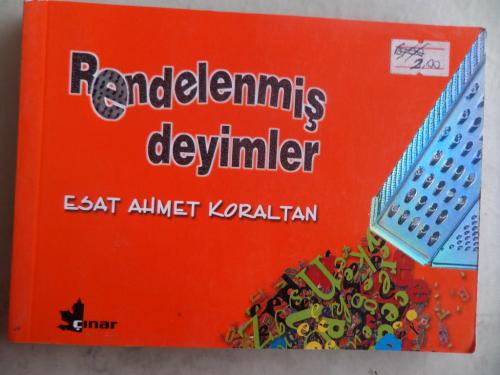 Rendelenmiş
deyimler
ESAT AHMET KORALTAN
çınar
2,00